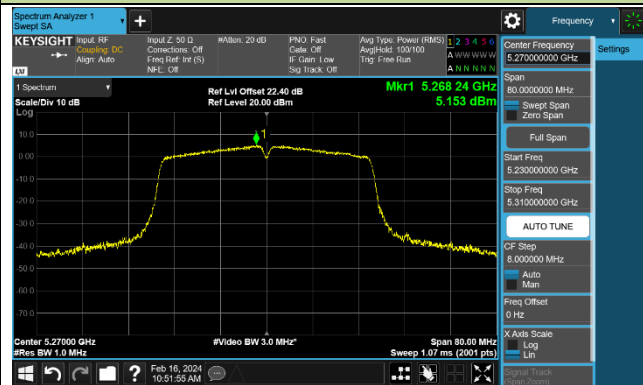 Spectrum Analyzer 1
Swept SA
+
Frequency
KEYSIGHT
Input: RF
Coupling: DC
Align: Auto
LXI
Input Z: 50 Ω
Corrections: Off
Freq Ref: Int (S)
NFE: Off
#Atten: 20 dB
PNO: Fast
Gate: Off
IF Gain: Low
Sig Track: Off
Avg Type: Power (RMS)
Avg|Hold: 100/100
Trig: Free Run
1 2 3 4 5 6
A W W W W W
A N N N N N
1 Spectrum
Scale/Div 10 dB
Log
Ref Lvl Offset 22.40 dB
Ref Level 20.00 dBm
Mkr1 5.268 24 GHz
5.153 dBm
1
10.0
0.00
-10.0
-20.0
-30.0
-40.0
-50.0
-60.0
-70.0
Center 5.27000 GHz
#Res BW 1.0 MHz
#Video BW 3.0 MHz*
Span 80.00 MHz
Sweep 1.07 ms (2001 pts)
Center Frequency
5.270000000 GHz
Settings
Span
80.0000000 MHz
Swept Span
Zero Span
Full Span
Start Freq
5.230000000 GHz
Stop Freq
5.310000000 GHz
AUTO TUNE
CF Step
8.000000 MHz
Auto
Man
Freq Offset
0 Hz
X Axis Scale
Log
Lin
Signal Track
(Span Zoom)
?
Feb 16, 2024
10:51:55 AM